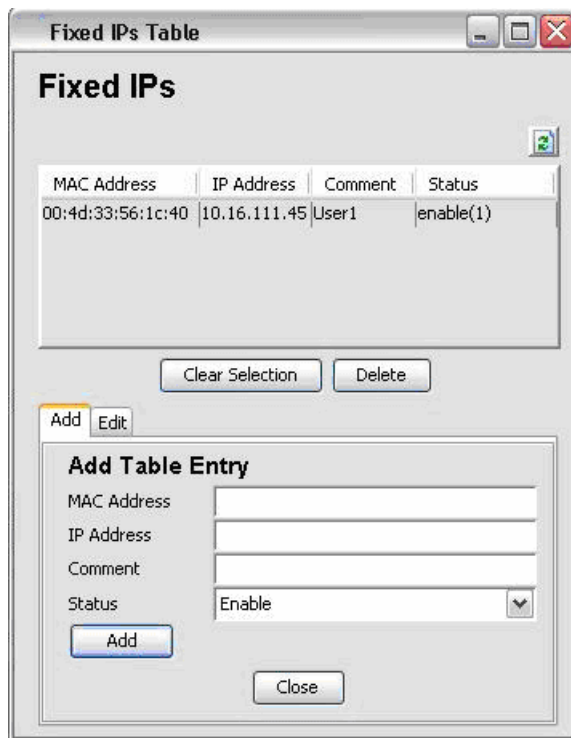 Fixed IPs Table
Fixed IPs
MAC Address IP Address Comment Status
00:4d:33:56:1c:40 10.16.111.45 User1 enable(1)
Clear Selection Delete
Add Edit
Add Table Entry
MAC Address
IP Address
Comment
Status Enable
Add
Close